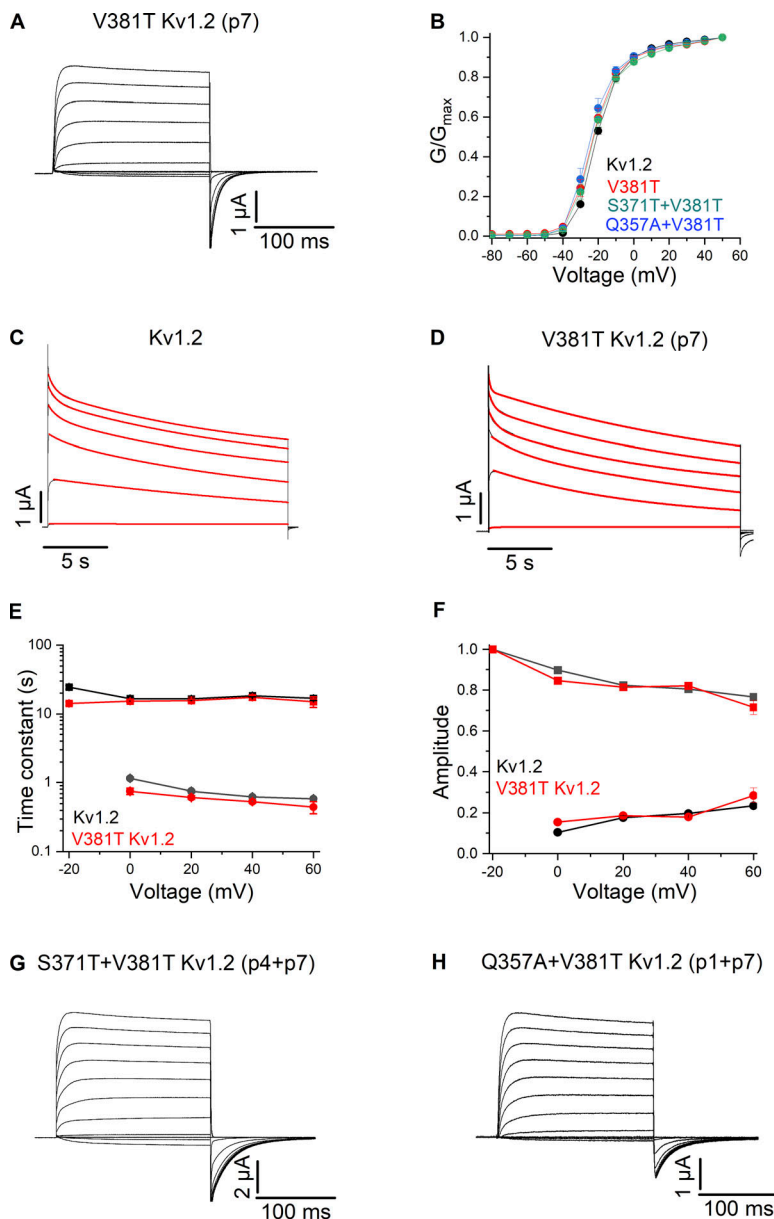 A
V381T Kv1.2 (p7)
1 µA
100 ms
B
G/Gmax
1.0
0.8
0.6
0.4
0.2
0.0
Kv1.2
V381T
S371T+V381T
Q357A+V381T
-80 -60 -40 -20 0 20 40 60
Voltage (mV)
C
Kv1.2
1 µA
5 s
D
V381T Kv1.2 (p7)
1 µA
5 s
E
Time constant (s)
100
10
1
0.1
Kv1.2
V381T Kv1.2
-20 0 20 40 60
Voltage (mV)
F
Amplitude
1.0
0.8
0.6
0.4
0.2
0.0
Kv1.2
V381T Kv1.2
-20 0 20 40 60
Voltage (mV)
G
S371T+V381T Kv1.2 (p4+p7)
2 µA
100 ms
H
Q357A+V381T Kv1.2 (p1+p7)
1 µA
100 ms